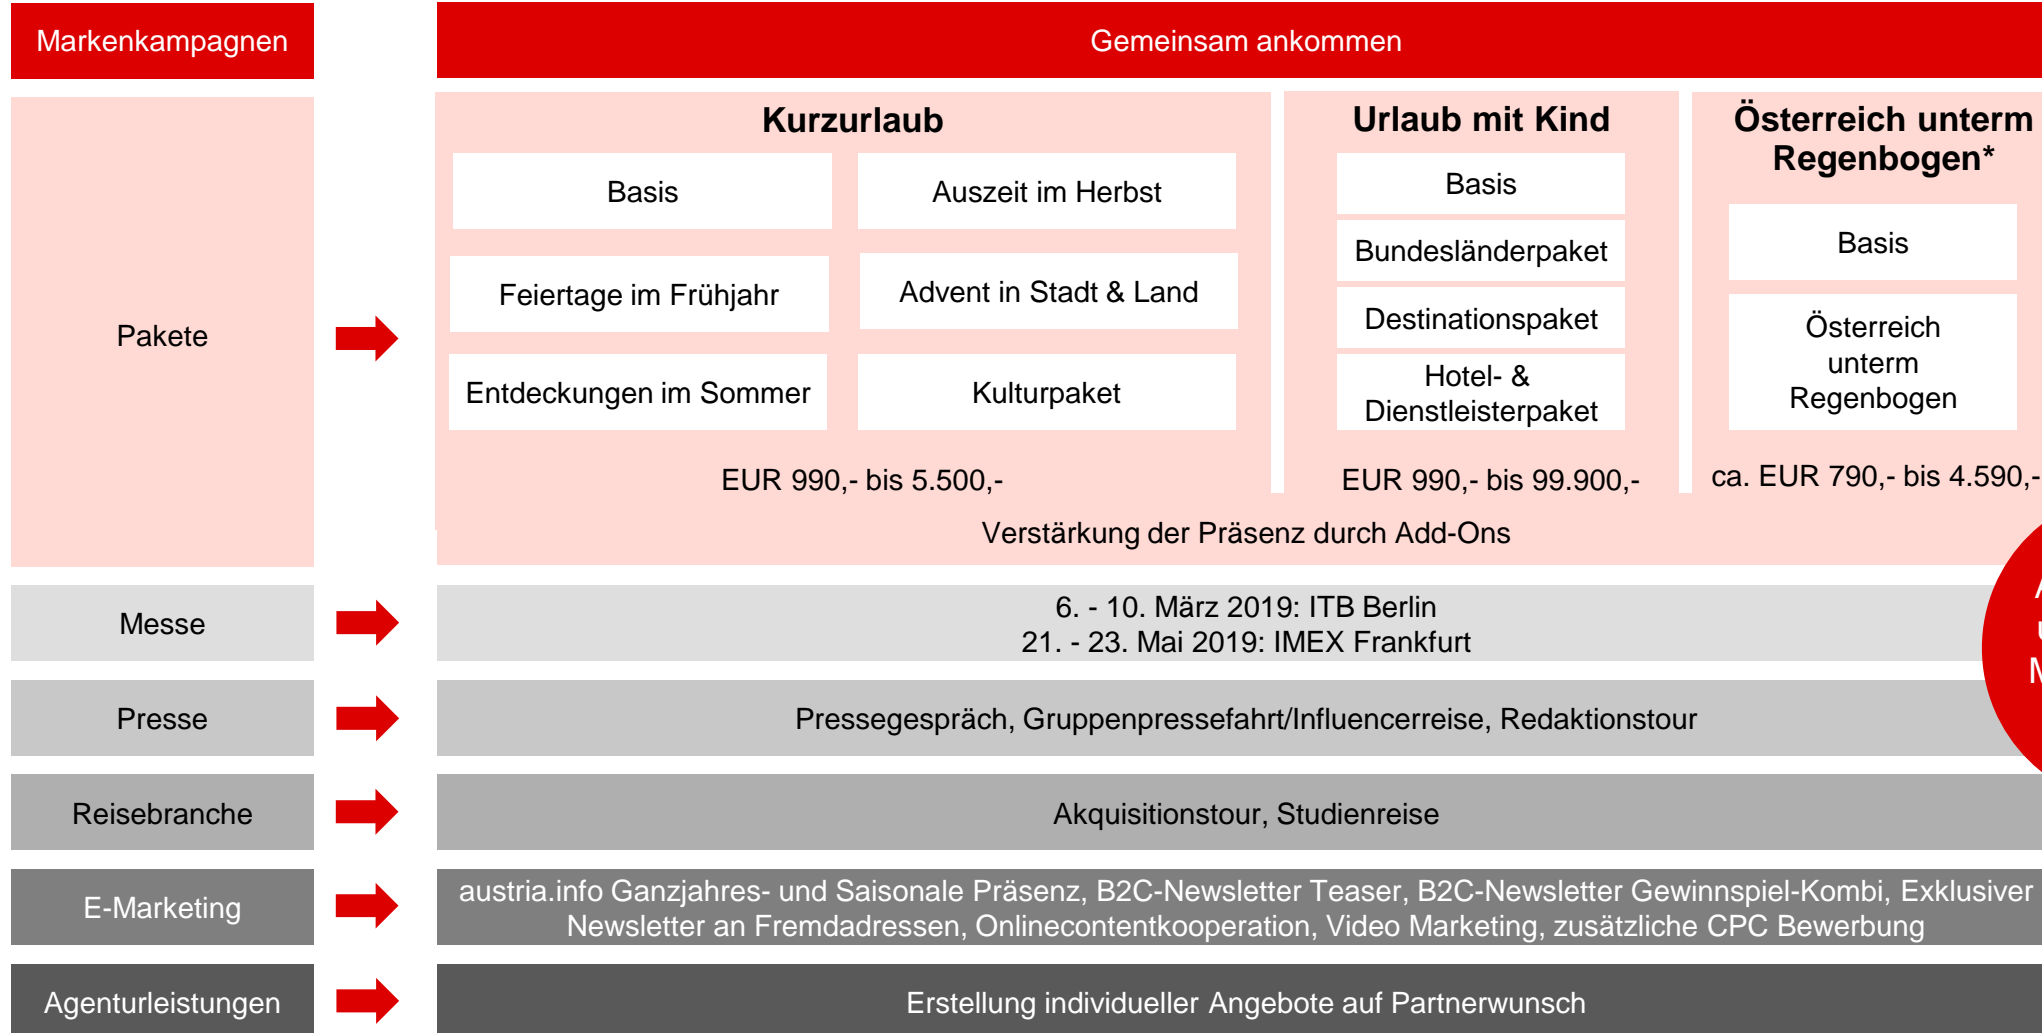 Markenkampagnen
Gemeinsam ankommen
Pakete
Kurzurlaub
Basis
Auszeit im Herbst
Feiertage im Frühjahr
Advent in Stadt & Land
Entdeckungen im Sommer
Kulturpaket
EUR 990,- bis 5.500,-
Urlaub mit Kind
Basis
Bundesländerpaket
Destinationspaket
Hotel- &
Dienstleisterpaket
EUR 990,- bis 99.900,-
Österreich unterm
Regenbogen*
Basis
Österreich
unterm
Regenbogen
ca. EUR 790,- bis 4.590,-
Verstärkung der Präsenz durch Add-Ons
Messe
6. - 10. März 2019: ITB Berlin
21. - 23. Mai 2019: IMEX Frankfurt
Presse
Pressegespräch, Gruppenpressefahrt/Influencerreise, Redaktionstour
Reisebranche
Akquisitionstour, Studienreise
E-Marketing
austria.info Ganzjahres- und Saisonale Präsenz, B2C-Newsletter Teaser, B2C-Newsletter Gewinnspiel-Kombi, Exklusiver
Newsletter an Fremdadressen, Onlinecontentkooperation, Video Marketing, zusätzliche CPC Bewerbung
Agenturleistungen
Erstellung individueller Angebote auf Partnerwunsch